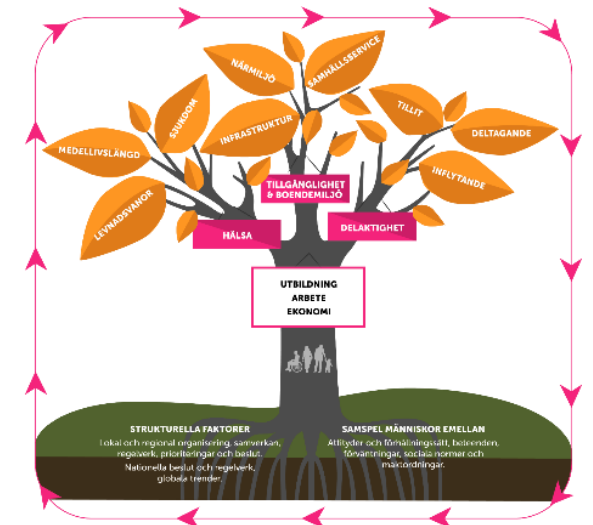 NÄRMILJÖ
SAMHÄLLSSERVICE
SJUKDOM
INFRASTRUKTUR
TILLIT
DELTAGANDE
MEDELLIVSLÄNGD
INFLYTANDE
LEVNADSVANOR
TILLGÄNGLIGHET
& BOENDEMILJÖ
HÄLSA
DELAKTIGHET
UTBILDNING
ARBETE
EKONOMI
STRUKTURELLA FAKTORER
Lokal och regional organisering, samverkan,
regelverk, prioriteringar och beslut.
Nationella beslut och regelverk,
globala trender.
SAMSPEL MÄNNISKOR EMELLAN
Attityder och förhållningssätt, beteenden,
förväntningar, sociala normer och
maktordningar.